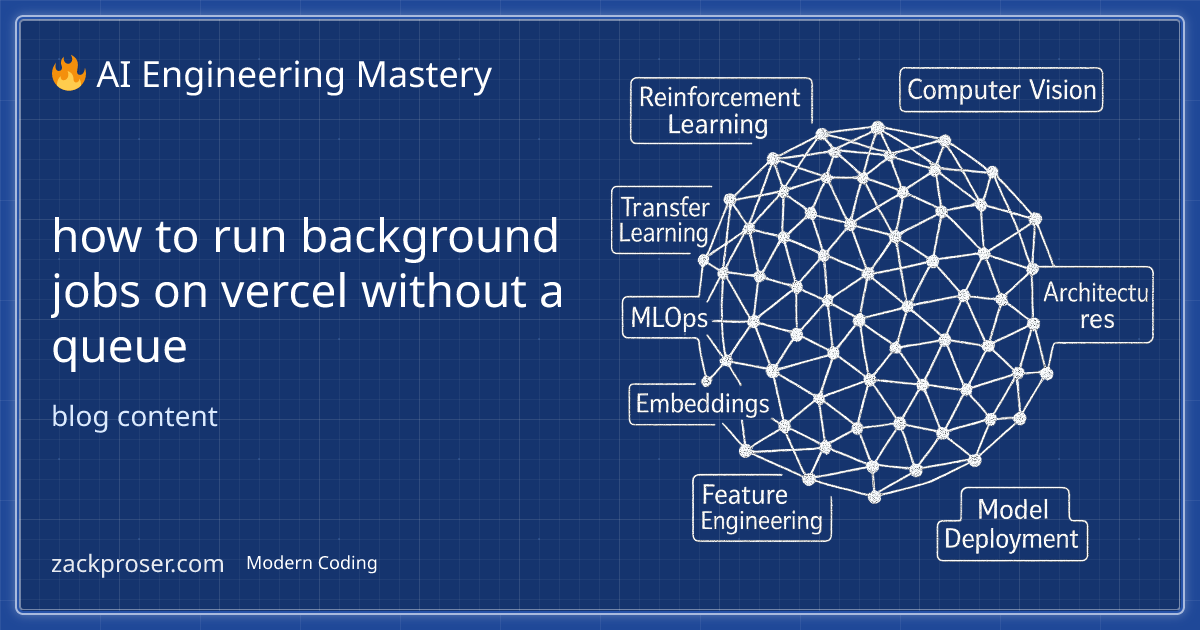 🔥 AI Engineering Mastery
how to run background
jobs on vercel without a
queue
blog content
zackproser.com
Modern Coding
Reinforcement
Learning
Computer Vision
Transfer
Learning
MLOps
Architectu
res
Embeddings
Feature
Engineering
Model
Deployment